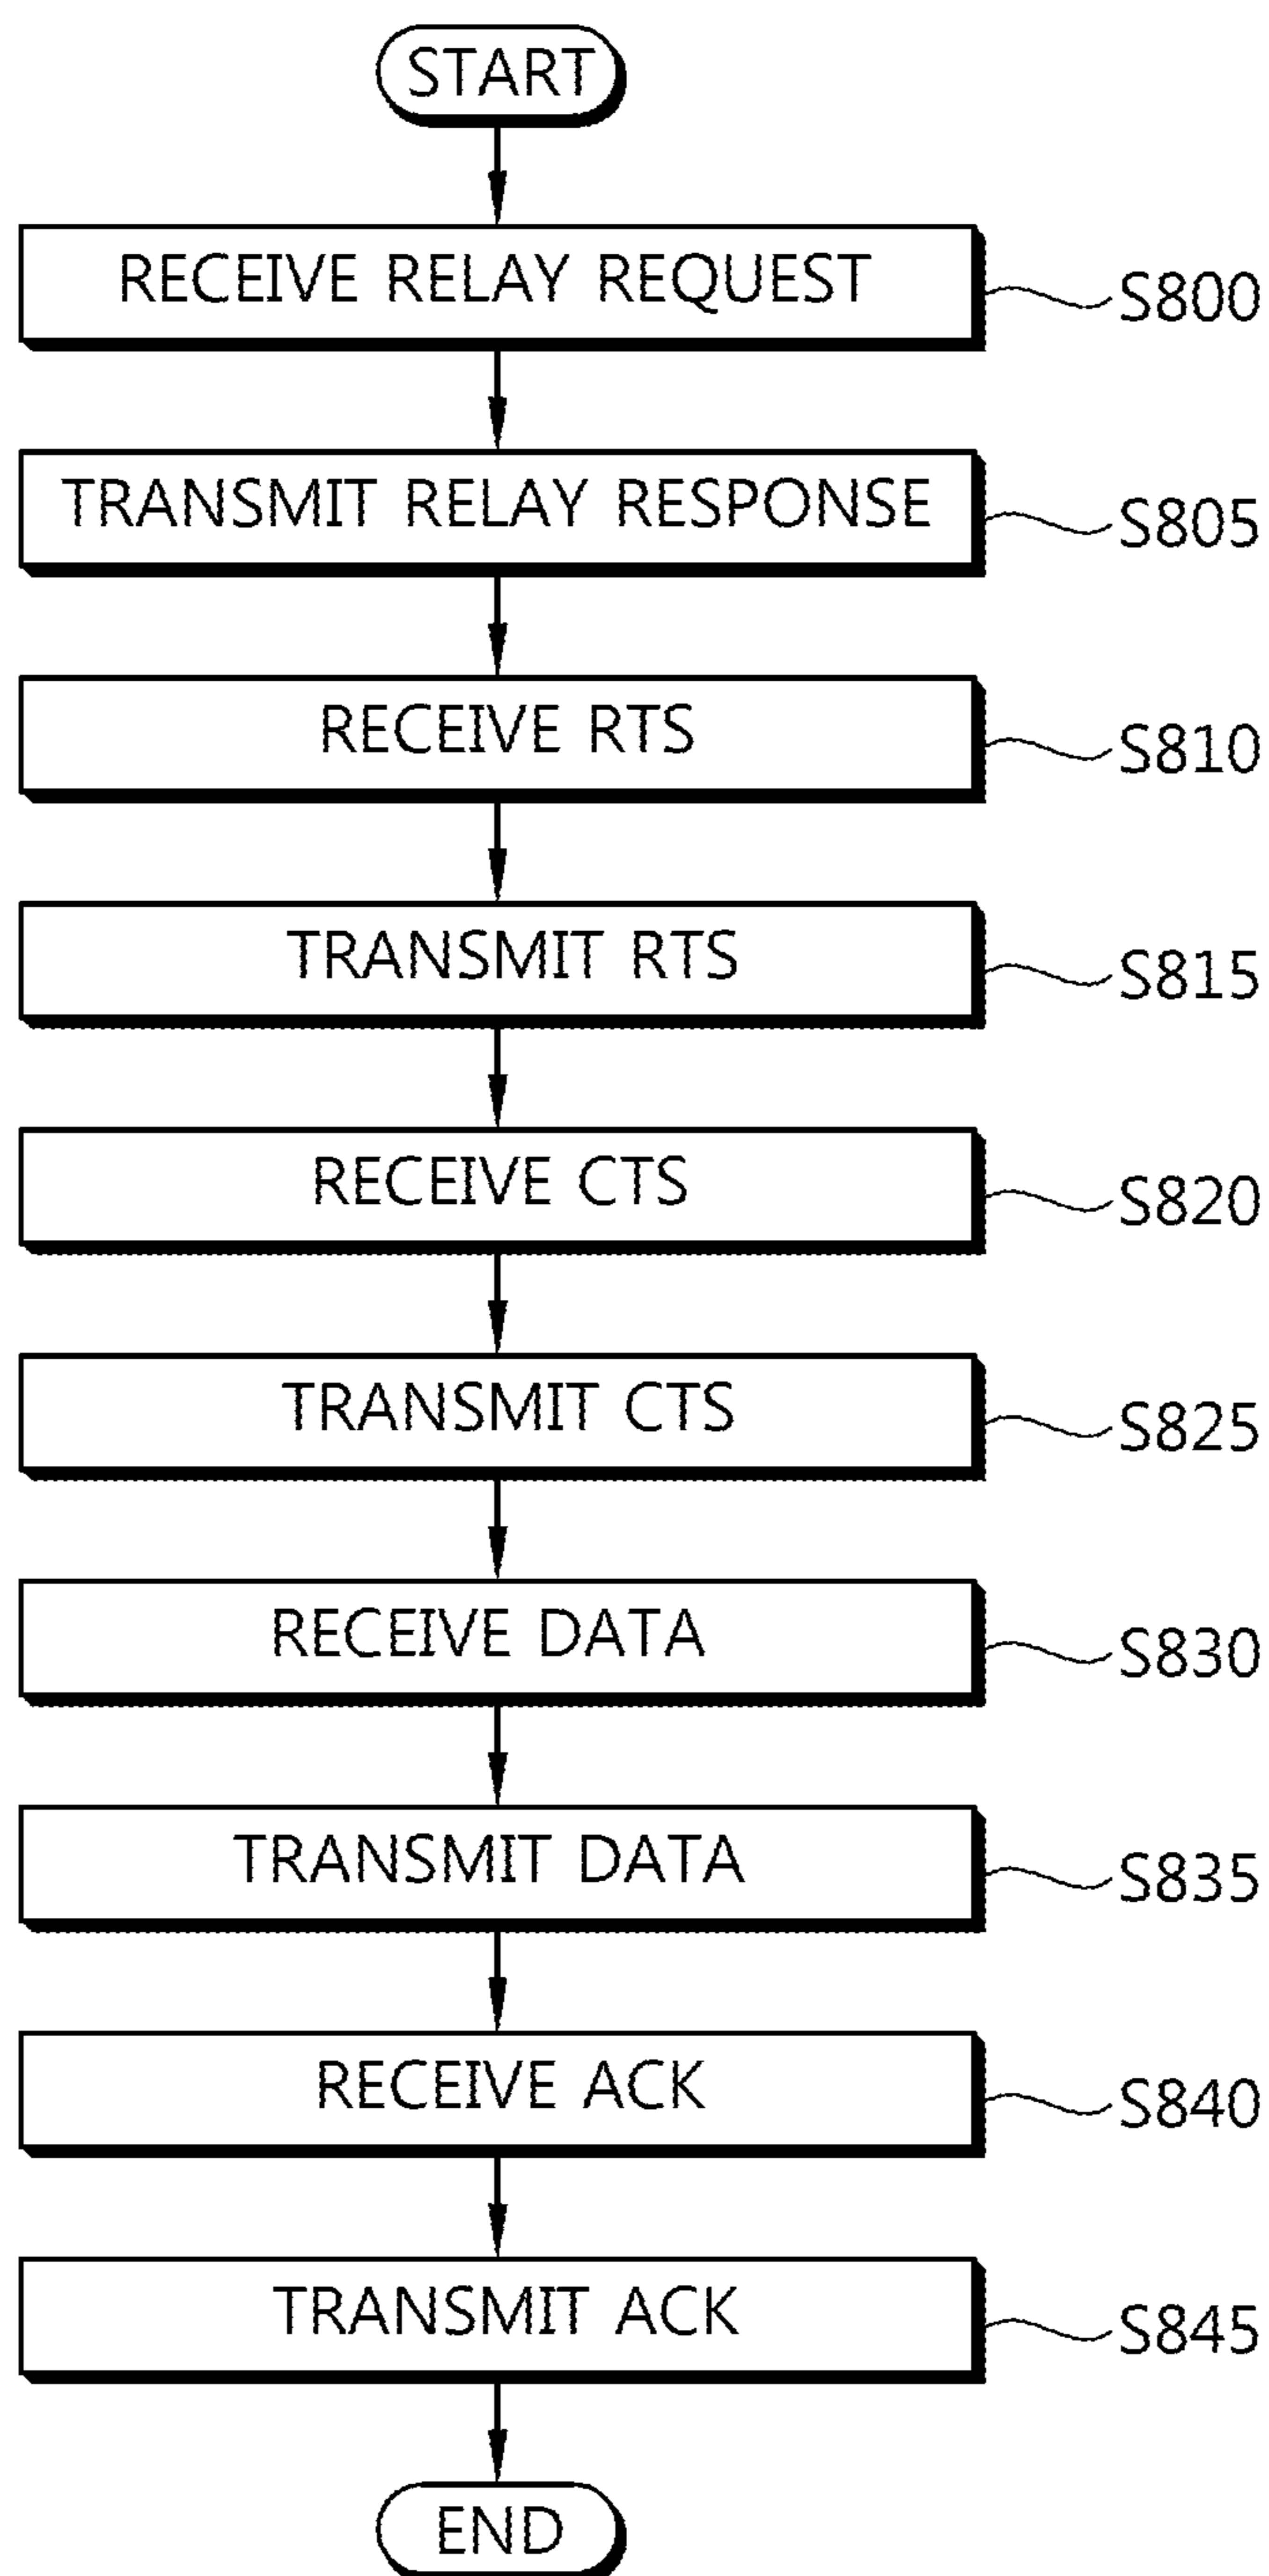 START
RECEIVE RELAY REQUEST S800
TRANSMIT RELAY RESPONSE S805
RECEIVE RTS S810
TRANSMIT RTS S815
RECEIVE CTS S820
TRANSMIT CTS S825
RECEIVE DATA S830
TRANSMIT DATA S835
RECEIVE ACK S840
TRANSMIT ACK S845
END